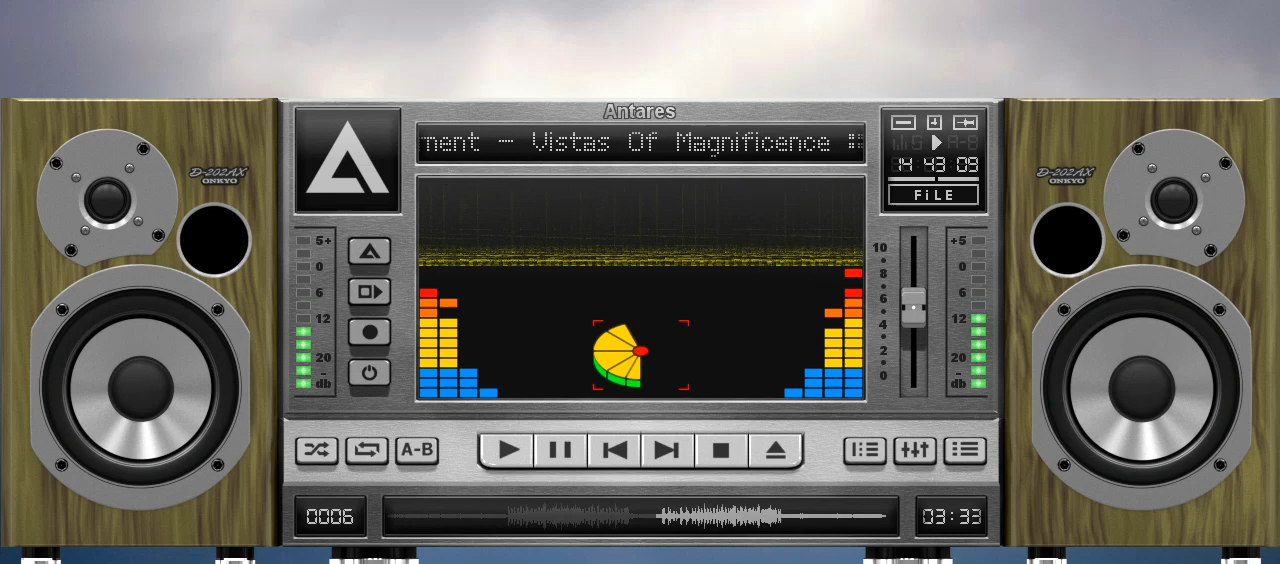 Antares
ment - Vistas Of Magnificence
A-B
14 43 09
FiLE
D-202AX
ONKYO
D-202AX
ONKYO
5+
0
6
12
20
-
db
10
8
6
4
2
0
+5
0
6
12
20
-
db
A-B
0006
03:33